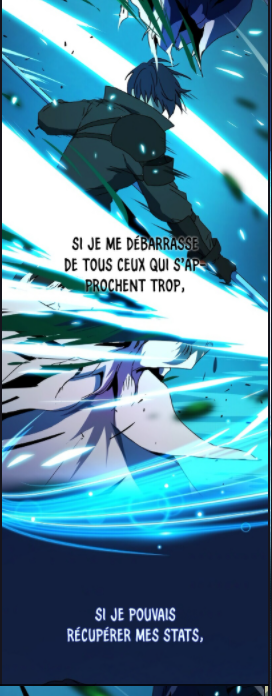 SI JE ME DÉBARRASSE
DE TOUS CEUX QUI S'AP-
PROCHENT TROP,
SI JE POUVAIS
RÉCUPÉRER MES STATS,